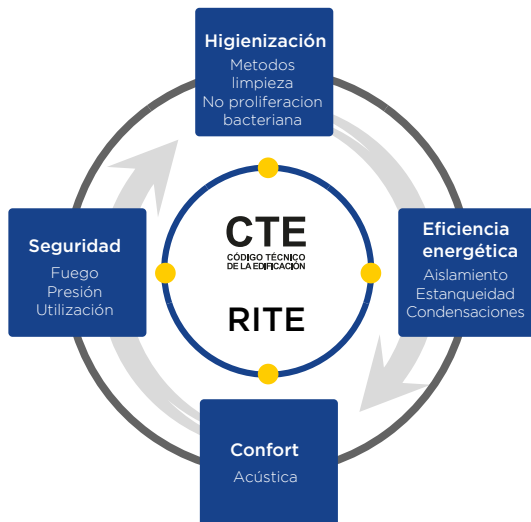 Higienización
Metodos
limpieza
No proliferacion
bacteriana
Seguridad
Fuego
Presión
Utilización
CTE
CÓDIGO TÉCNICO
DE LA EDIFICACIÓN
RITE
Eficiencia
energética
Aislamiento
Estanqueidad
Condensaciones
Confort
Acústica